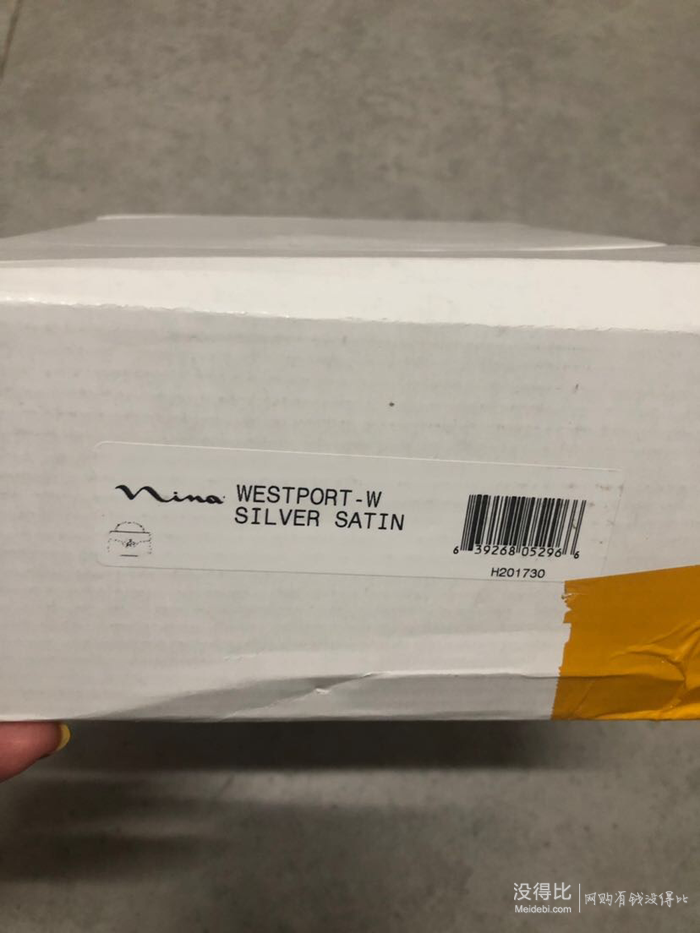 Nina WESTPORT-W
SILVER SATIN
6 39268 05296 6
H201730
没得比 网购有钱没得比
Meidebi.com